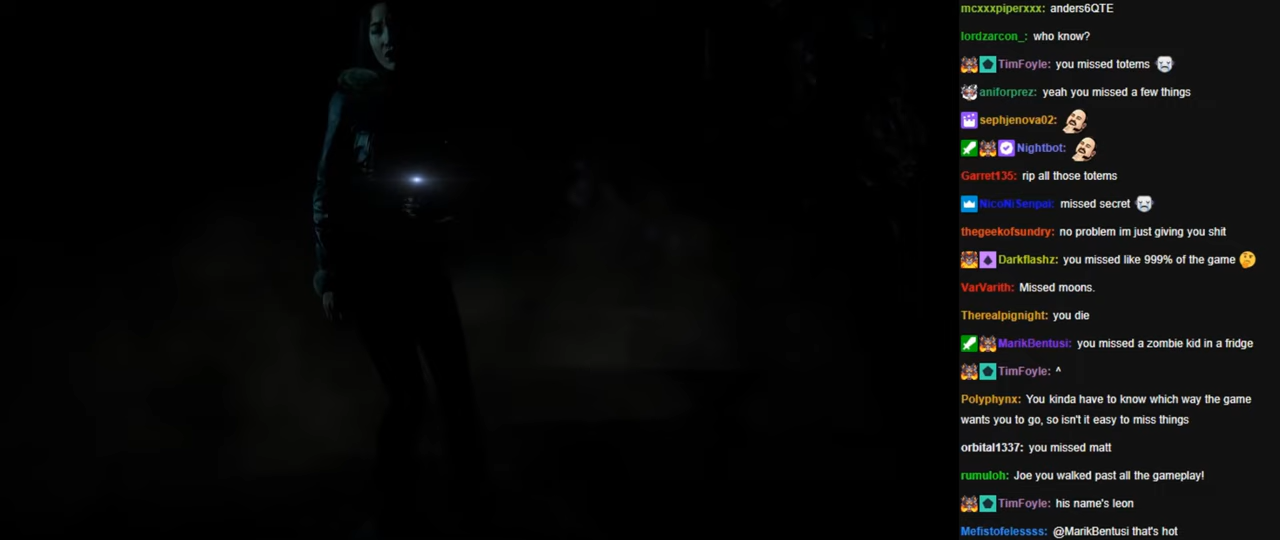 mcxxxpiperxxx: anders6QTE
lordzarcon_: who know?
TimFoyle: you missed totems
aniforprez: yeah you missed a few things
sephjenova02:
Nightbot:
Garret135: rip all those totems
NicoNiSenpai: missed secret
thegeekofsundry: no problem im just giving you shit
Darkflashz: you missed like 999% of the game
VarVarith: Missed moons.
Therealpignight: you die
MarikBentusi: you missed a zombie kid in a fridge
TimFoyle: ^
Polyphynx: You kinda have to know which way the game
wants you to go, so isn't it easy to miss things
orbital1337: you missed matt
rumuloh: Joe you walked past all the gameplay!
TimFoyle: his name's leon
Mefistofelessss: @MarikBentusi that's hot